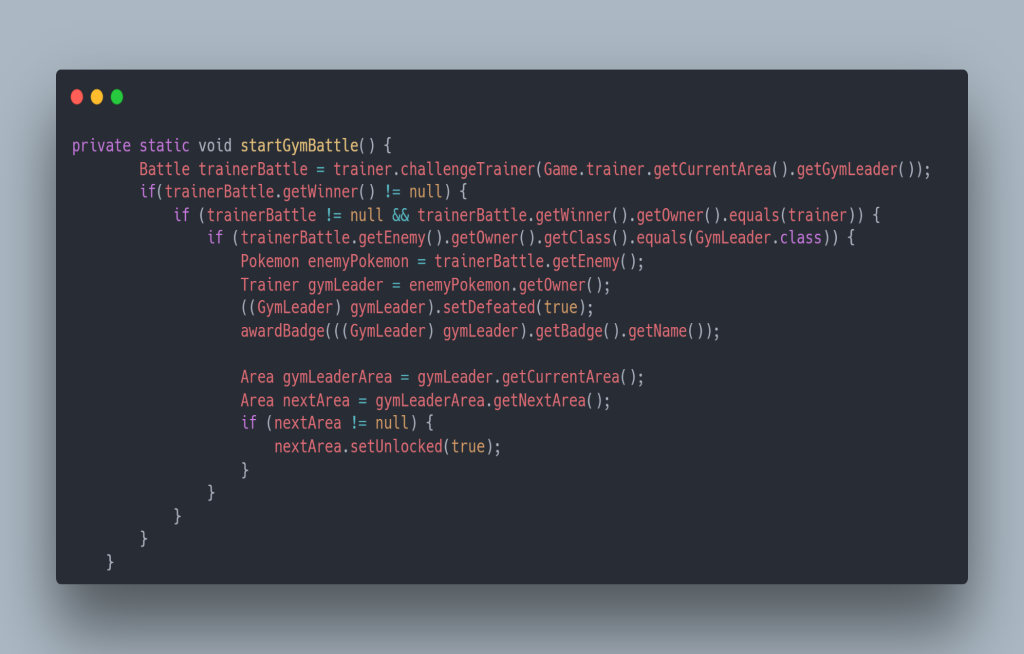 private static void startGymBattle() {
        Battle trainerBattle = trainer.challengeTrainer(Game.trainer.getCurrentArea().getGymLeader());
        if(trainerBattle.getWinner() != null) {
            if (trainerBattle != null && trainerBattle.getWinner().getOwner().equals(trainer)) {
                if (trainerBattle.getEnemy().getOwner().getClass().equals(GymLeader.class)) {
                    Pokemon enemyPokemon = trainerBattle.getEnemy();
                    Trainer gymLeader = enemyPokemon.getOwner();
                    ((GymLeader) gymLeader).setDefeated(true);
                    awardBadge(((GymLeader) gymLeader).getBadge().getName());

                    Area gymLeaderArea = gymLeader.getCurrentArea();
                    Area nextArea = gymLeaderArea.getNextArea();
                    if (nextArea != null) {
                        nextArea.setUnlocked(true);
                    }
                }
            }
        }
    }